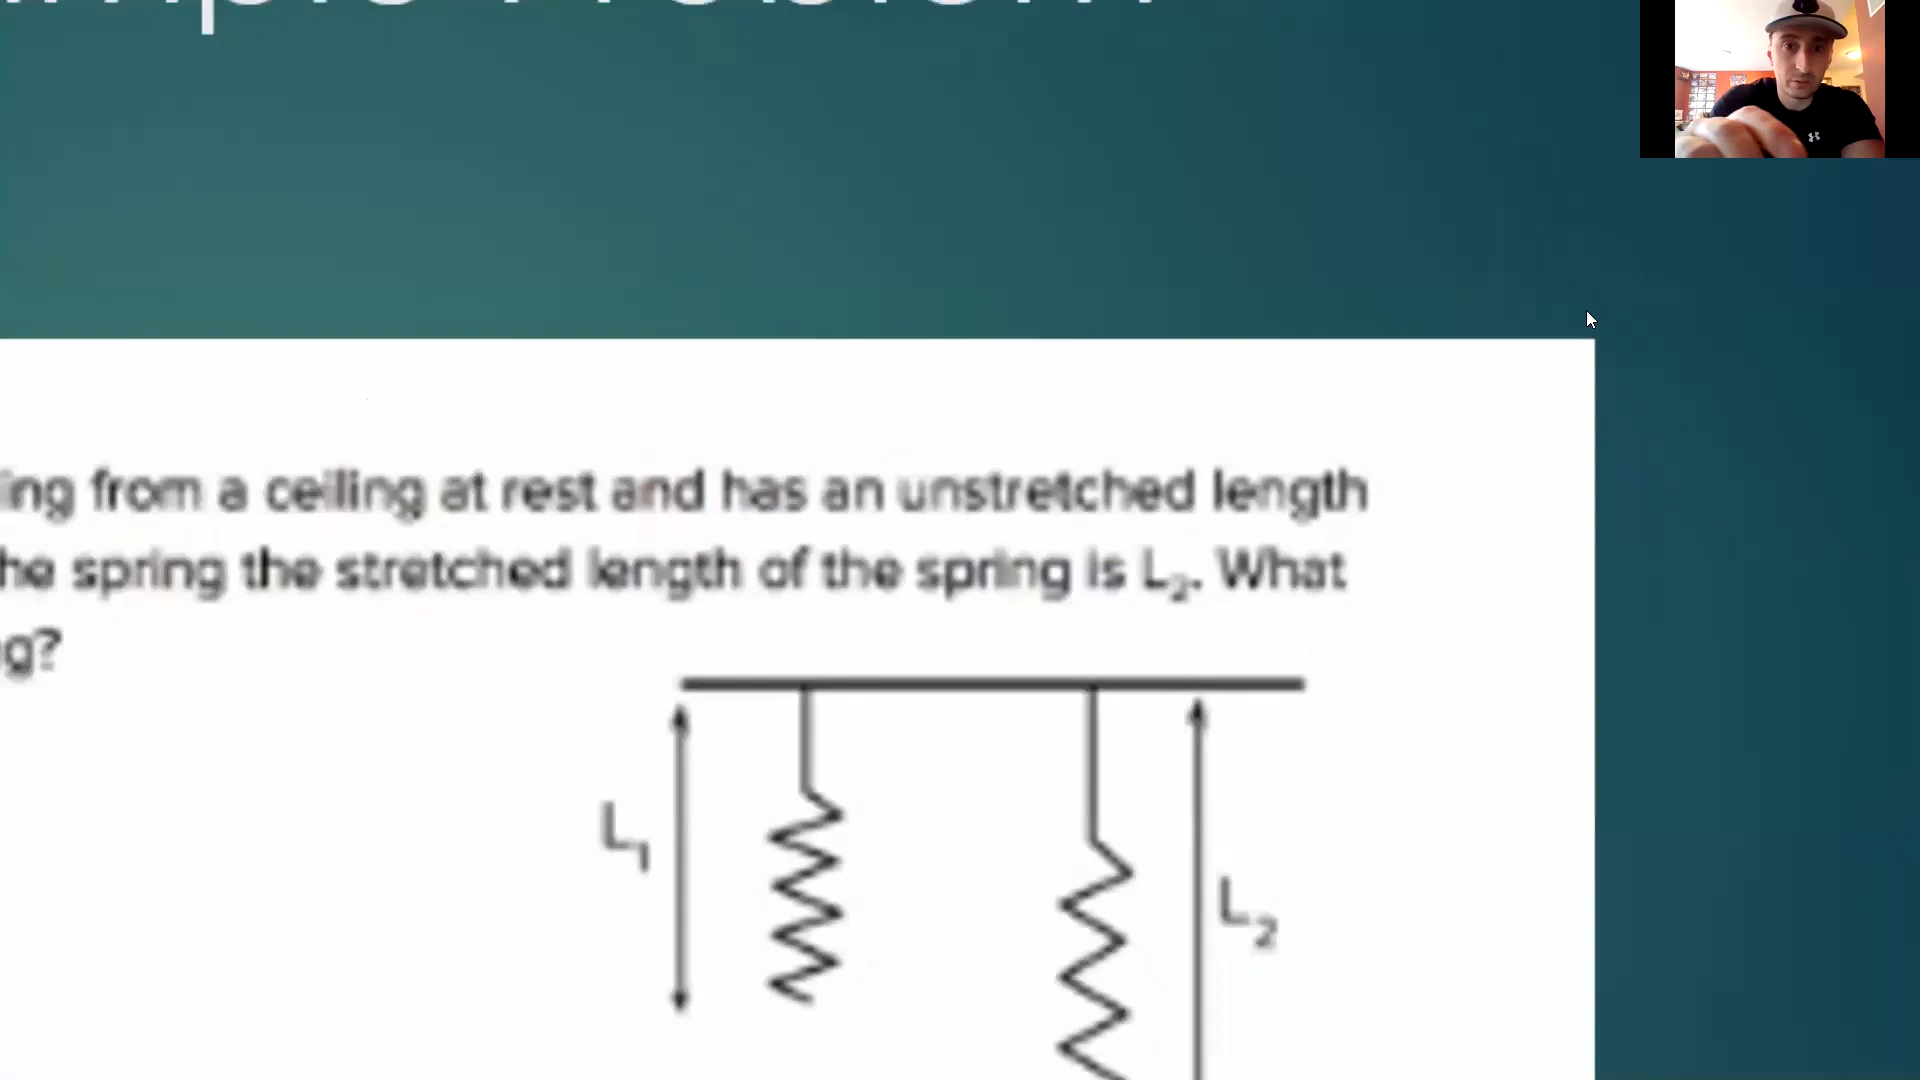 ing from a ceiling at rest and has an unstretched length
he spring the stretched length of the spring is L₂. What
g?
L₁
L₂